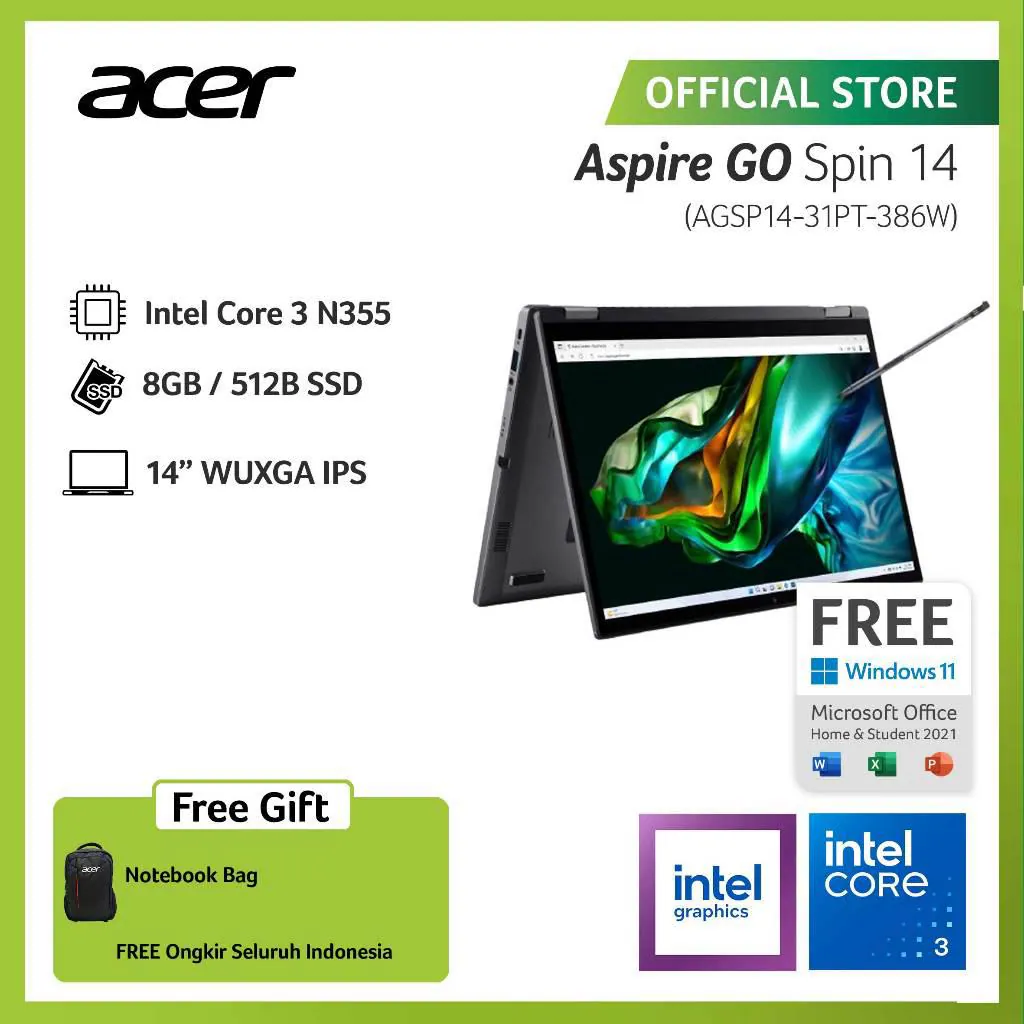 acer
OFFICIAL STORE
Aspire GO Spin 14
(AGSP14-31PT-386W)
Intel Core 3 N355
SSD
8GB / 512B SSD
14” WUXGA IPS
FREE
Windows 11
Microsoft Office
Home & Student 2021
W X P
Free Gift
acer
Notebook Bag
FREE Ongkir Seluruh Indonesia
intel
graphics
intel
CORE
3